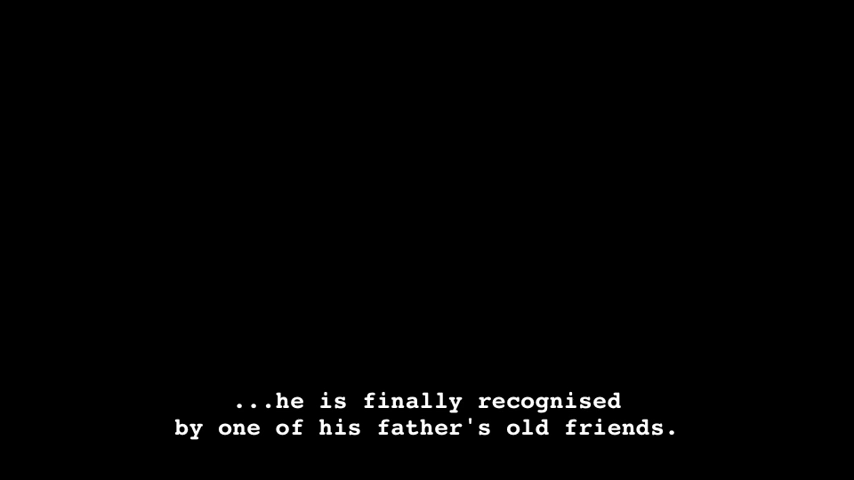 ...he is finally recognised
by one of his father's old friends.